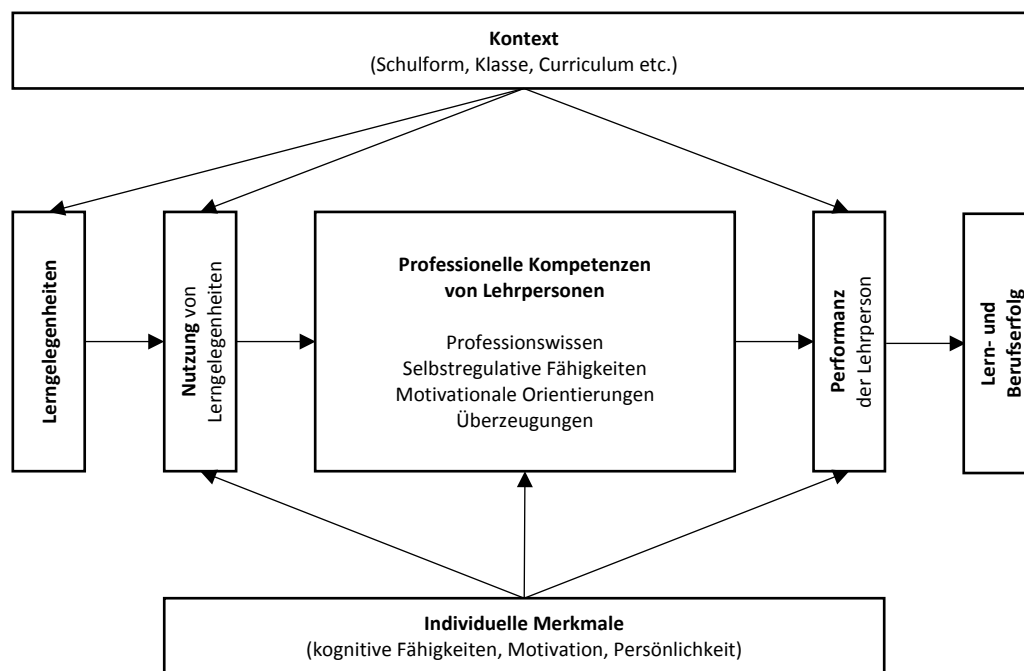 Kontext
(Schulform, Klasse, Curriculum etc.)
Lerngelegenheiten
Nutzung von
Lerngelegenheiten
Professionelle Kompetenzen
von Lehrpersonen
Professionswissen
Selbstregulative Fähigkeiten
Motivationale Orientierungen
Überzeugungen
Performanz
der Lehrperson
Lern- und
Berufserfolg
Individuelle Merkmale
(kognitive Fähigkeiten, Motivation, Persönlichkeit)